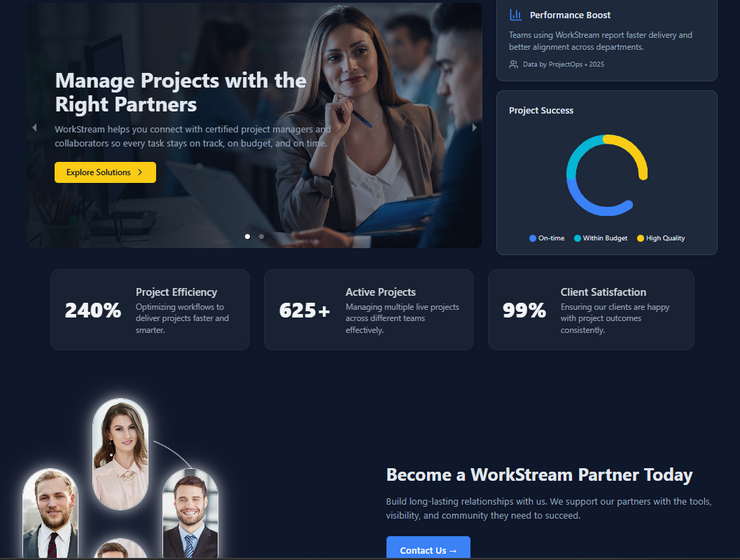 Manage Projects with the
Right Partners
WorkStream helps you connect with certified project managers and
collaborators so every task stays on track, on budget, and on time.
Explore Solutions >
Performance Boost
Teams using WorkStream report faster delivery and
better alignment across departments.
Data by ProjectOps • 2025
Project Success
On-time
Within Budget
High Quality
240%
Project Efficiency
Optimizing workflows to
deliver projects faster and
smarter.
625+
Active Projects
Managing multiple live projects
across different teams
effectively.
99%
Client Satisfaction
Ensuring our clients are happy
with project outcomes
consistently.
Become a WorkStream Partner Today
Build long-lasting relationships with us. We support our partners with the tools,
visibility, and community they need to succeed.
Contact Us →